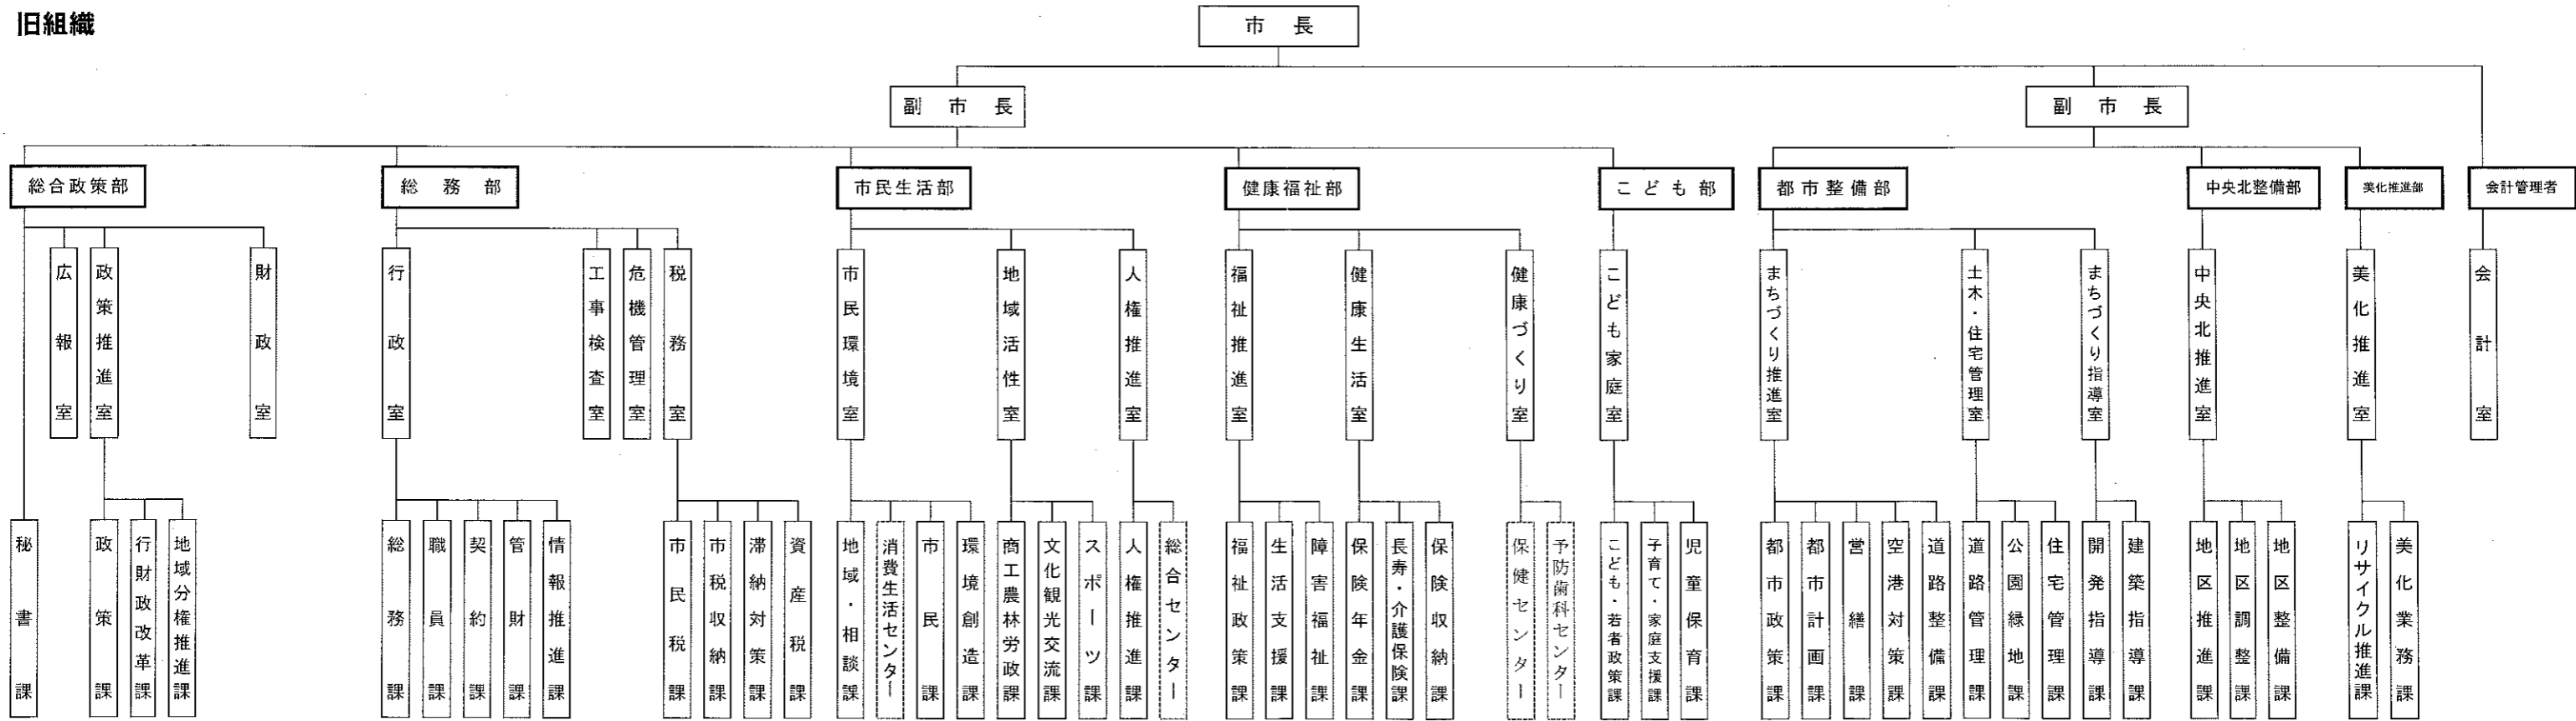 旧組織
市長
副市長
副市長
総合政策部
総務部
市民生活部
健康福祉部
こども部
都市整備部
中央北整備部
美化推進部
会計管理者
広報室
政策推進室
財政室
行政室
工事検査室
危機管理室
税務室
市民環境室
地域活性室
人権推進室
福祉推進室
健康生活室
健康づくり室
こども家庭室
まちづくり推進室
土木・住宅管理室
まちづくり指導室
中央北推進室
美化推進室
会計室
秘書課
政策課
行財政改革課
地域分権推進課
総務課
職員課
契約課
管財課
情報推進課
市民税課
市税収納課
滞納対策課
資産税課
地域・相談課
消費生活センター
市民課
環境創造課
商工農林労政課
文化観光交流課
スポーツ課
人権推進課
総合センター
福祉政策課
生活支援課
障害福祉課
保険年金課
長寿・介護保険課
保険収納課
保健センター
予防歯科センター
こども・若者政策課
子育て・家庭支援課
児童保育課
都市政策課
都市計画課
営繕課
空港対策課
道路整備課
道路管理課
公園緑地課
住宅管理課
開発指導課
建築指導課
地区推進課
地区調整課
地区整備課
リサイクル推進課
美化業務課